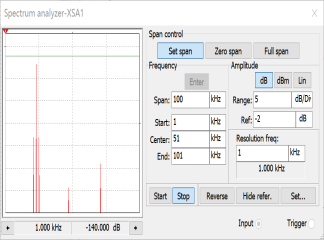 Spectrum analyzer-XSA1
X
Span control
Set span
Zero span
Full span
Frequency
Enter
Span: 100 kHz
Start: 1 kHz
Center: 51 kHz
End: 101 kHz
Amplitude
dB
dBm
Lin
Range: 5 dB/Di
Ref: -2 dB
Resolution freq:
1 kHz
1.000 kHz
1.000 kHz -140.000 dB
Start
Stop
Reverse
Hide refer.
Set...
Input
Trigger